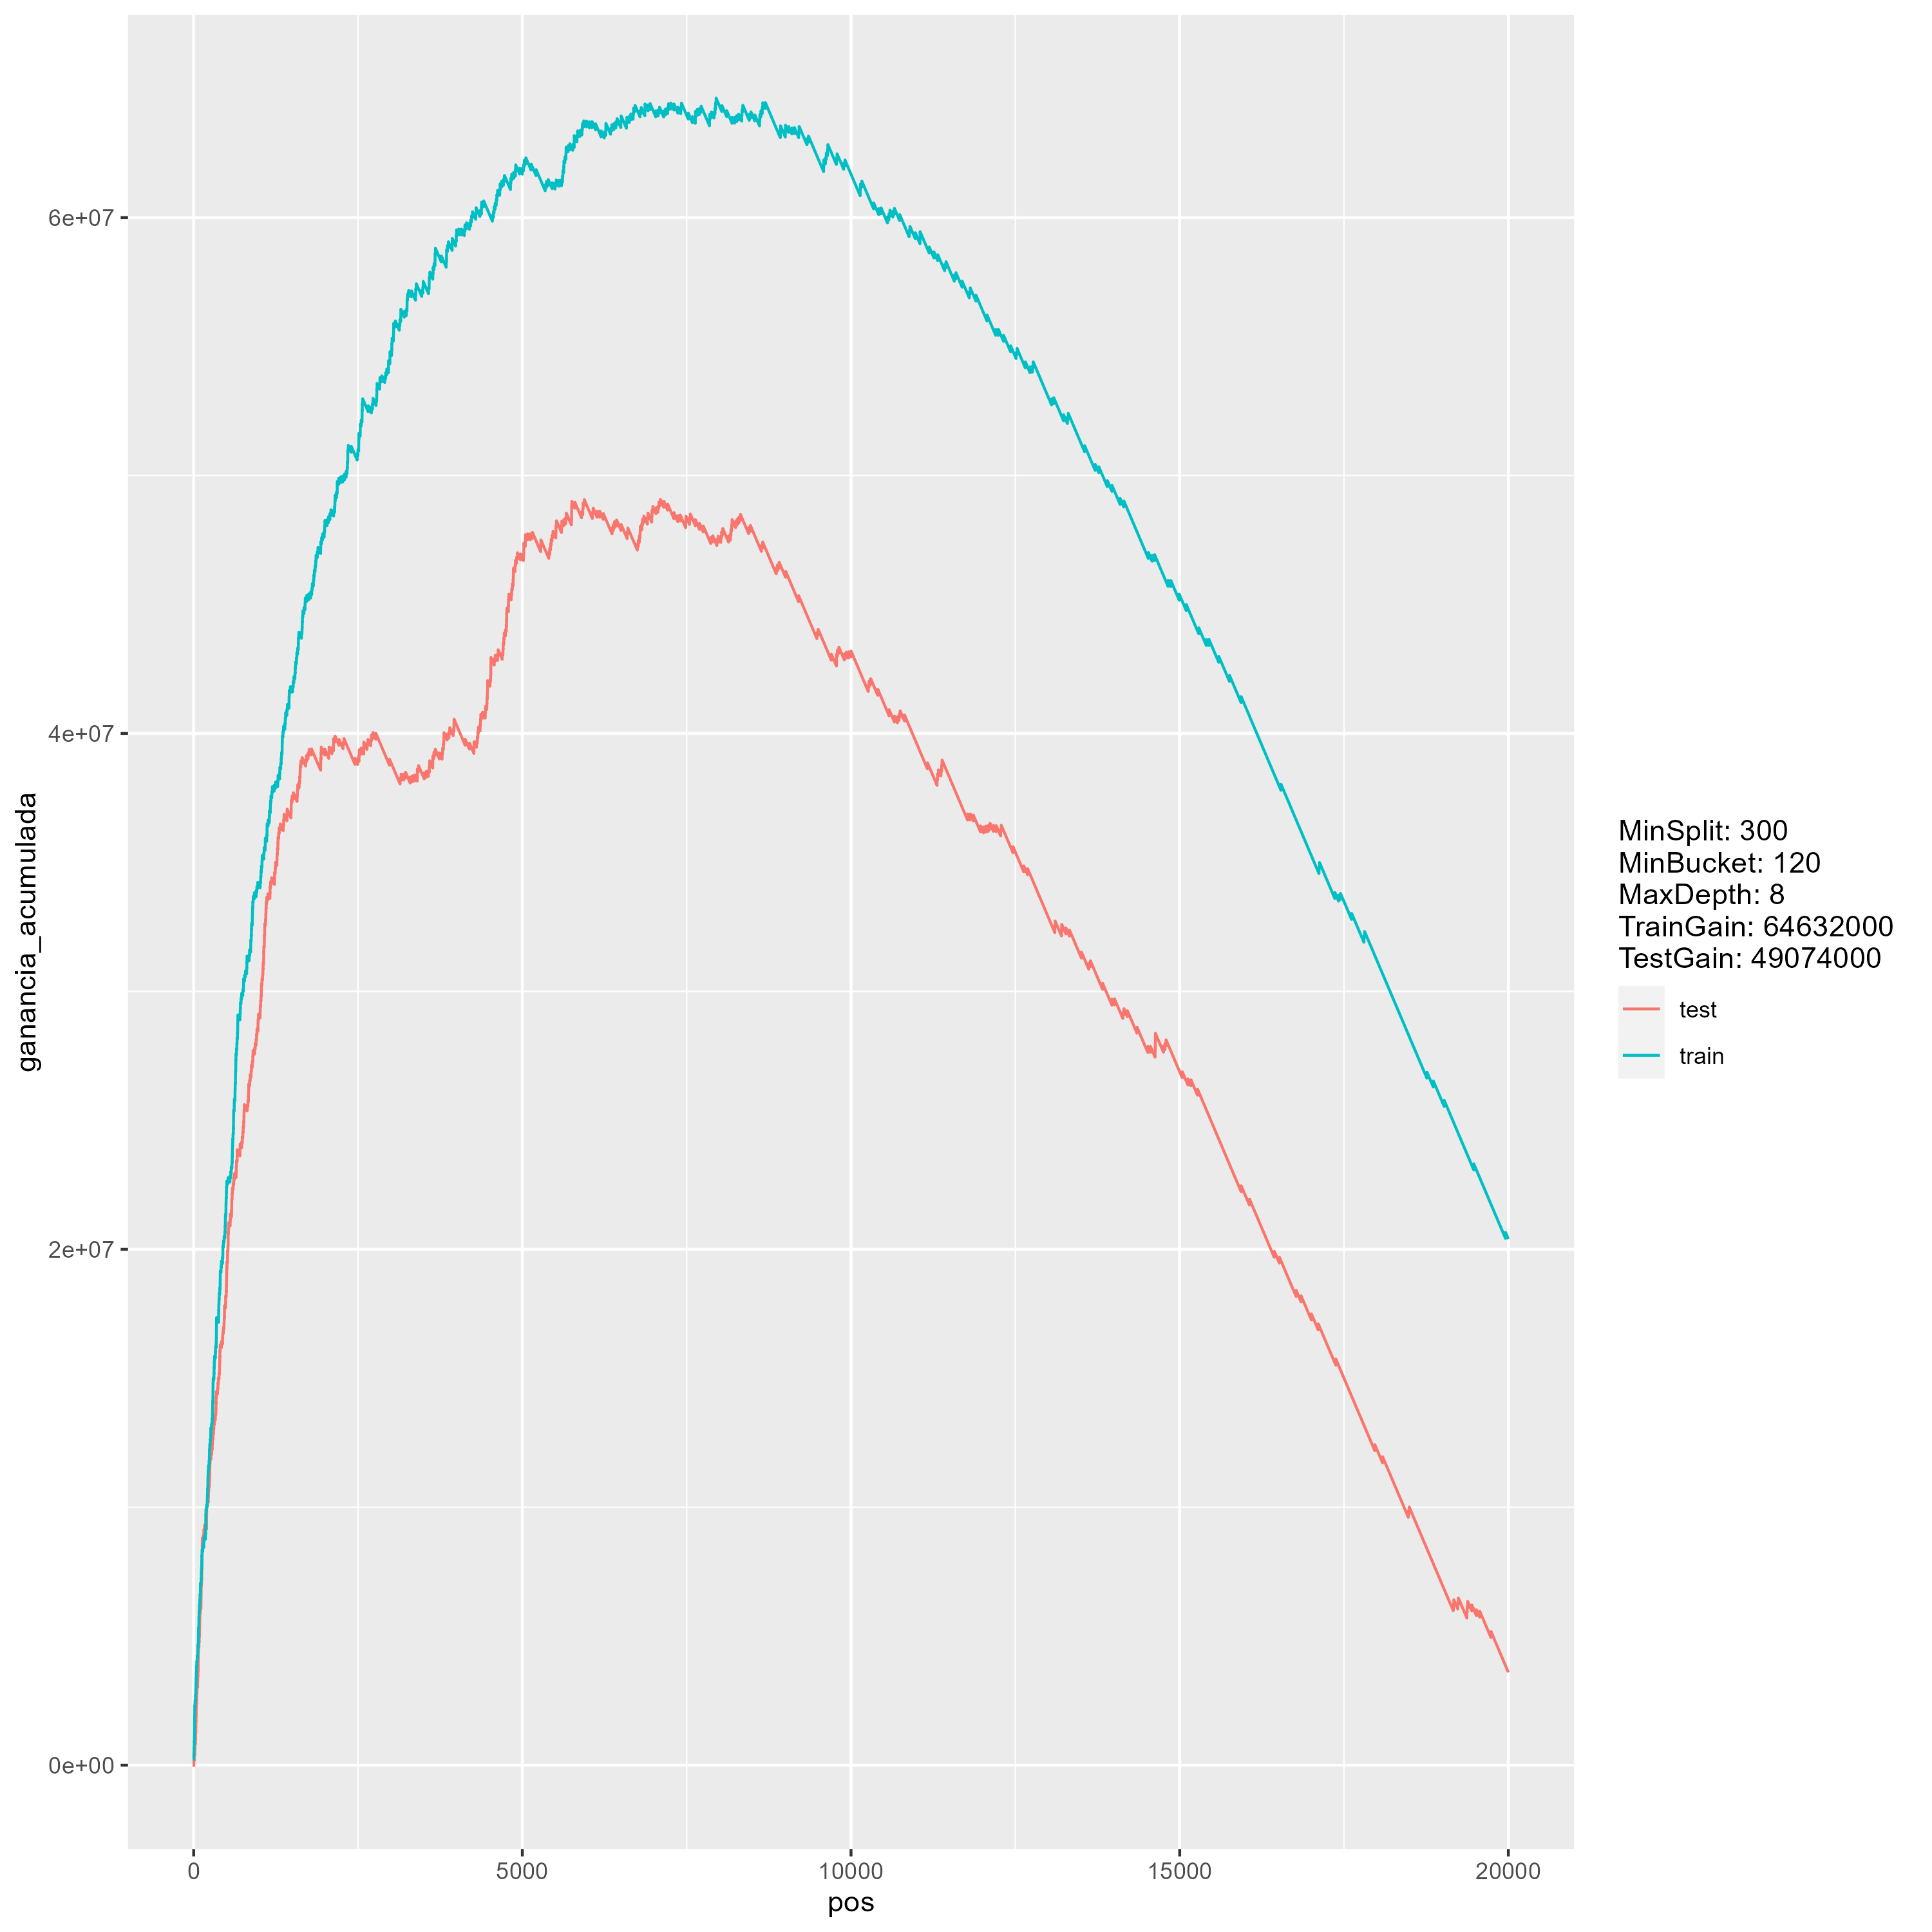 ganancia_acumulada
6e+07
4e+07
2e+07
0e+00
0
5000
10000
15000
20000
pos
MinSplit: 300
MinBucket: 120
MaxDepth: 8
TrainGain: 64632000
TestGain: 49074000
test
train